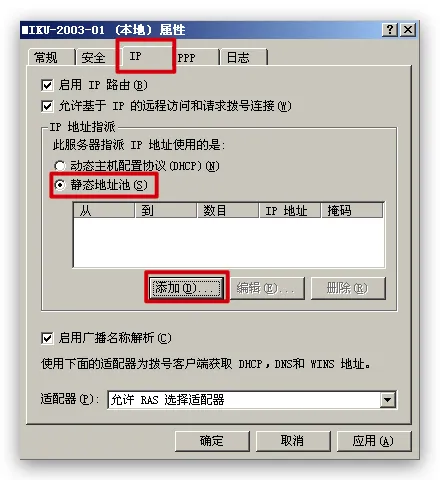 MIKU-2003-01 (本地) 属性
常规 安全 IP PPP 日志
启用 IP 路由(B)
允许基于 IP 的远程访问和请求拨号连接(W)
IP 地址指派
此服务器指派 IP 地址使用的是:
动态主机配置协议(DHCP)(N)
静态地址池(S)
从 到 数目 IP 地址 掩码
添加(D)... 编辑(E)... 删除(R)
启用广播名称解析(C)
使用下面的适配器为拨号客户端获取 DHCP,DNS和 WINS 地址。
适配器(P): 允许 RAS 选择适配器
确定 取消 应用(A)